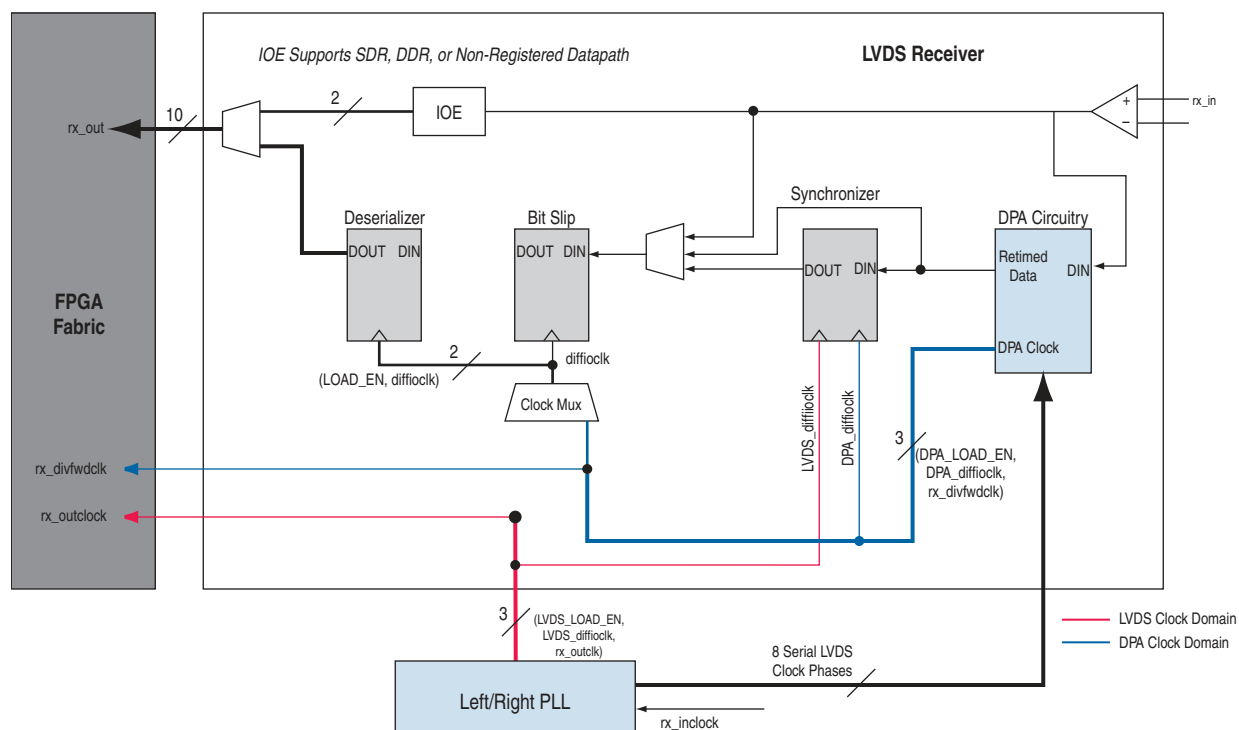 IOE Supports SDR, DDR, or Non-Registered Datapath
LVDS Receiver
2
IOE
+
–
rx_in
10
rx_out
Synchronizer
Deserializer
Bit Slip
DPA Circuitry
DOUT DIN
DOUT DIN
DOUT DIN
Retimed
Data
DIN
FPGA
Fabric
DPA Clock
2
diffioclk
(LOAD_EN, diffioclk)
Clock Mux
LVDS_diffiioclk
DPA_diffioclk
3
(DPA_LOAD_EN,
DPA_diffioclk,
rx_divfwdclk)
rx_divfwdclk
rx_outclock
3
(LVDS_LOAD_EN,
LVDS_diffioclk,
rx_outclk)
LVDS Clock Domain
DPA Clock Domain
8 Serial LVDS
Clock Phases
Left/Right PLL
rx_inclock